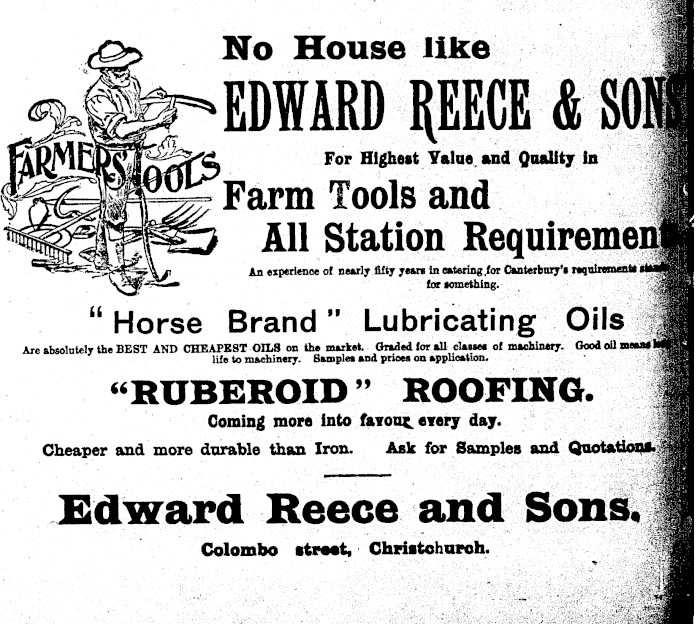 No House like
EDWARD REECE & SONS
FARMERS' TOOLS
For Highest Value and Quality in
Farm Tools and
All Station Requirement
An experience of nearly fifty years in catering for Canterbury's requirements stands
for something.
"Horse Brand" Lubricating Oils
Are absolutely the BEST AND CHEAPEST OILS on the market. Graded for all classes of machinery. Good oil means
life to machinery. Samples and prices on application.
"RUBEROID" ROOFING.
Coming more into favour every day.
Cheaper and more durable than Iron. Ask for Samples and Quotations.
Edward Reece and Sons.
Colombo street, Christchurch.